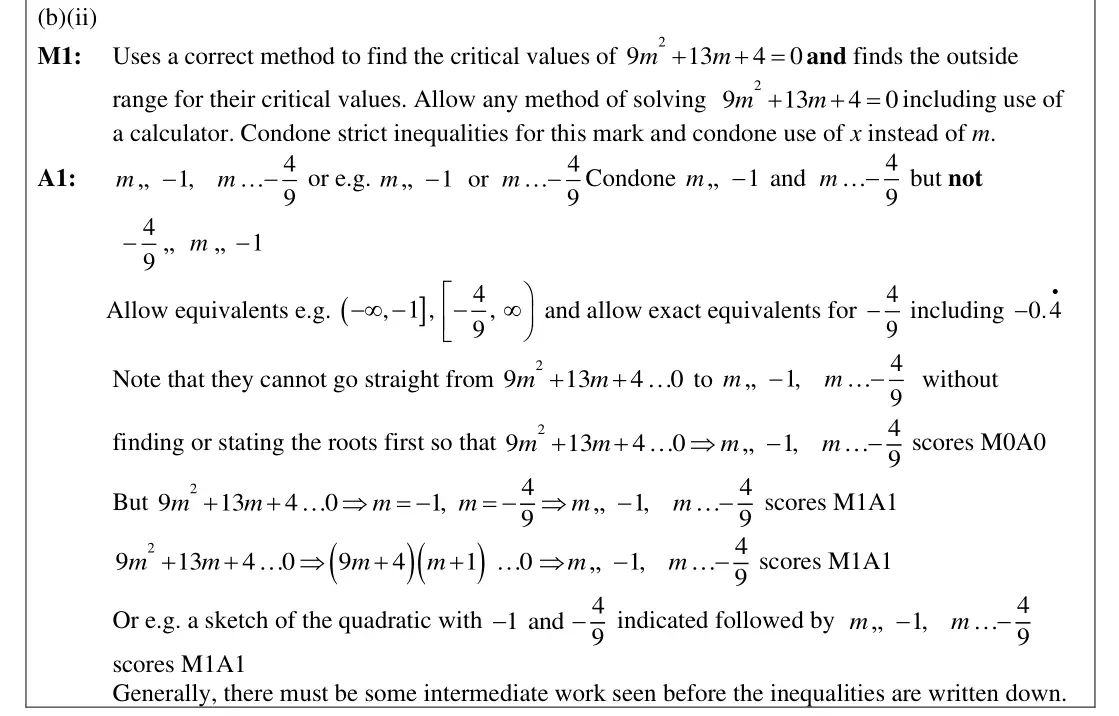 (b)(ii)
M1: Uses a correct method to find the critical values of 9m² +13m + 4 = 0 and finds the outside
range for their critical values. Allow any method of solving 9m² +13m + 4 = 0 including use of
a calculator. Condone strict inequalities for this mark and condone use of x instead of m.
A1: m,, −1, m…−4/9 or e.g. m,, −1 or m…−4/9 Condone m,, −1 and m…−4/9 but not
−4/9 ,, m ,, −1
Allow equivalents e.g. (−∞, −1], [−4/9, ∞) and allow exact equivalents for −4/9 including −0.4̇
Note that they cannot go straight from 9m² +13m + 4…0 to m,, −1, m…−4/9 without
finding or stating the roots first so that 9m² +13m + 4…0 ⇒ m,, −1, m…−4/9 scores M0A0
But 9m² +13m + 4…0 ⇒ m = −1, m = −4/9 ⇒ m,, −1, m…−4/9 scores M1A1
9m² +13m + 4…0 ⇒ (9m + 4)(m +1) …0 ⇒ m,, −1, m…−4/9 scores M1A1
Or e.g. a sketch of the quadratic with −1 and −4/9 indicated followed by m,, −1, m…−4/9
scores M1A1
Generally, there must be some intermediate work seen before the inequalities are written down.